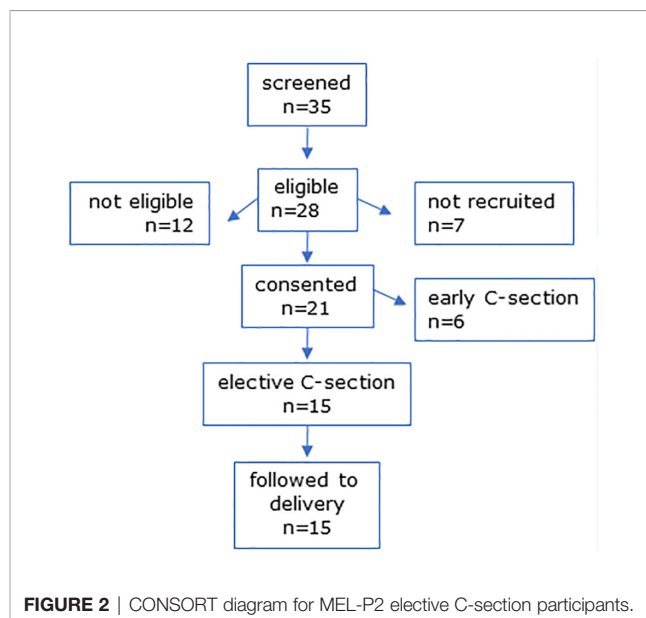 screened
n=35
eligible
n=28
not eligible
n=12
not recruited
n=7
consented
n=21
early C-section
n=6
elective C-section
n=15
followed to
delivery
n=15
FIGURE 2 | CONSORT diagram for MEL-P2 elective C-section participants.